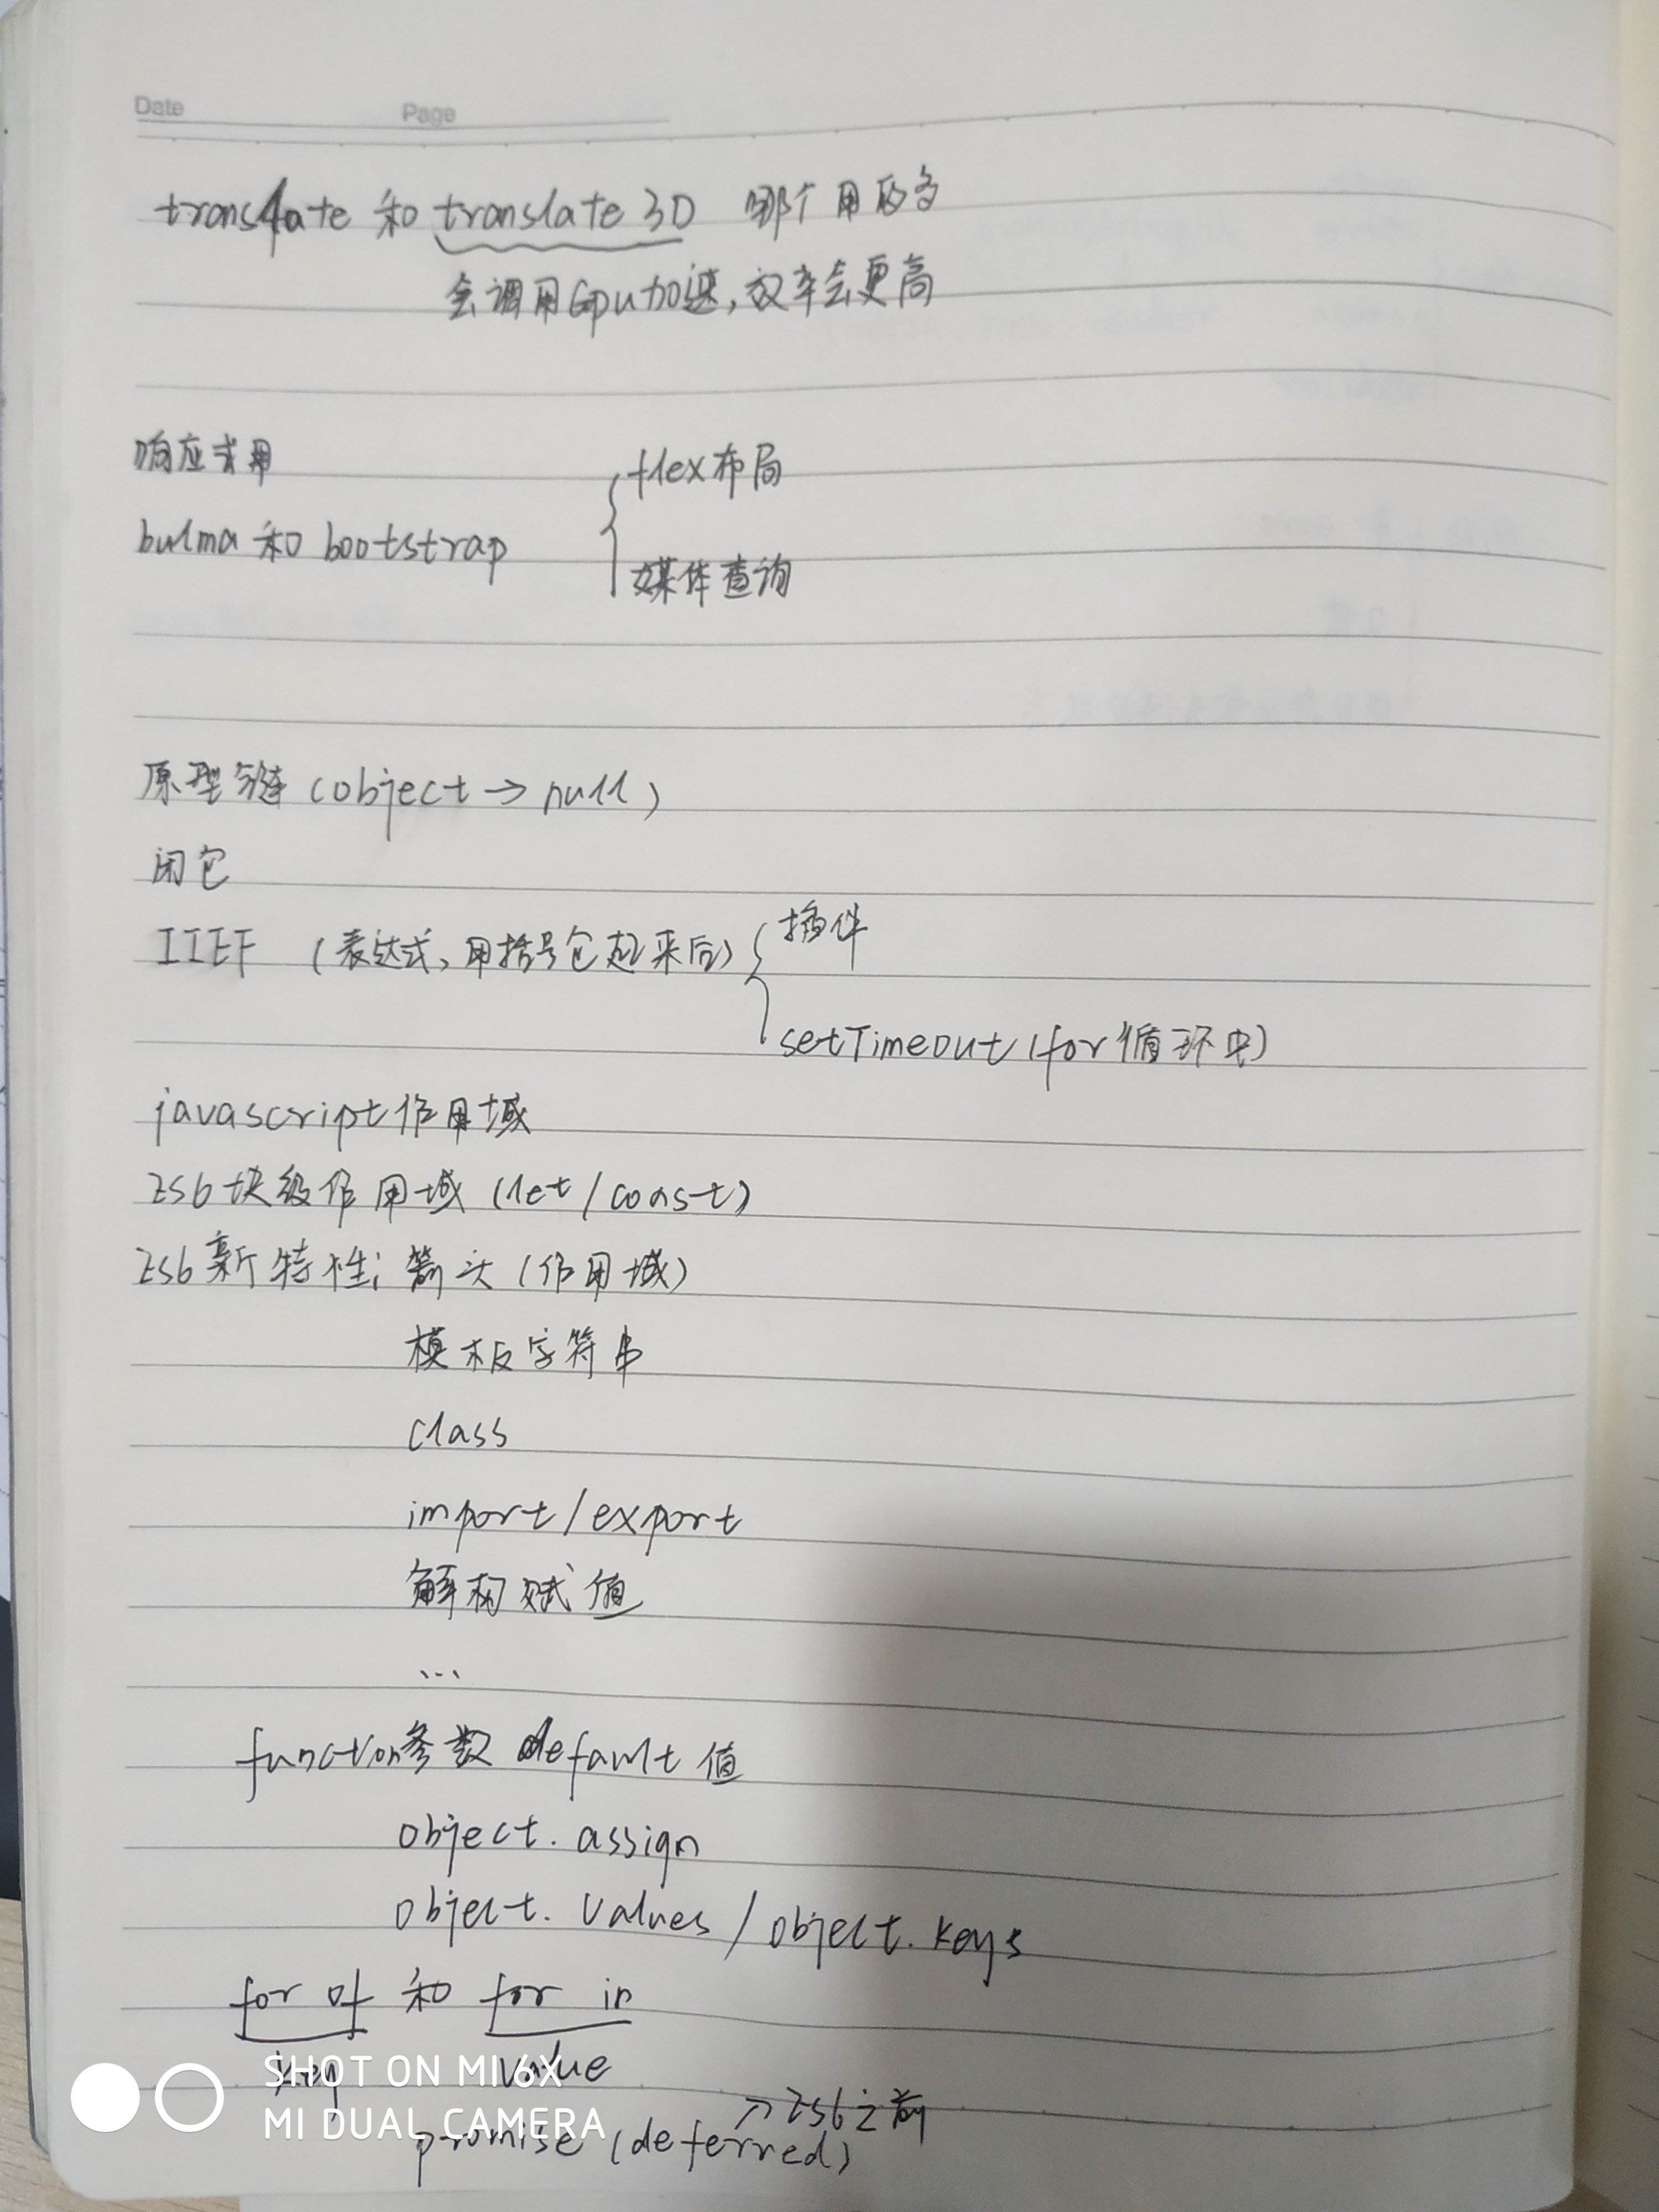 Date Page
translate 和 translate 3D 哪个用的多
会调用Gpu加速,效率会更高
响应式用
bulma 和 bootstrap
flex布局
媒体查询
原型链 (object → null)
闭包
IIEF (表达式,用括号包起来后)
插件
setTimeout (for循环中)
javascript作用域
ES6块级作用域 (let/const)
ES6新特性: 箭头 (作用域)
模板字符串
class
import/export
解构赋值
...
function参数 default 值
object. assign
object. values / object. keys
for of 和 for in
key value
→ ES6之前
promise (deferred)
SHOT ON MI 6X
MI DUAL CAMERA